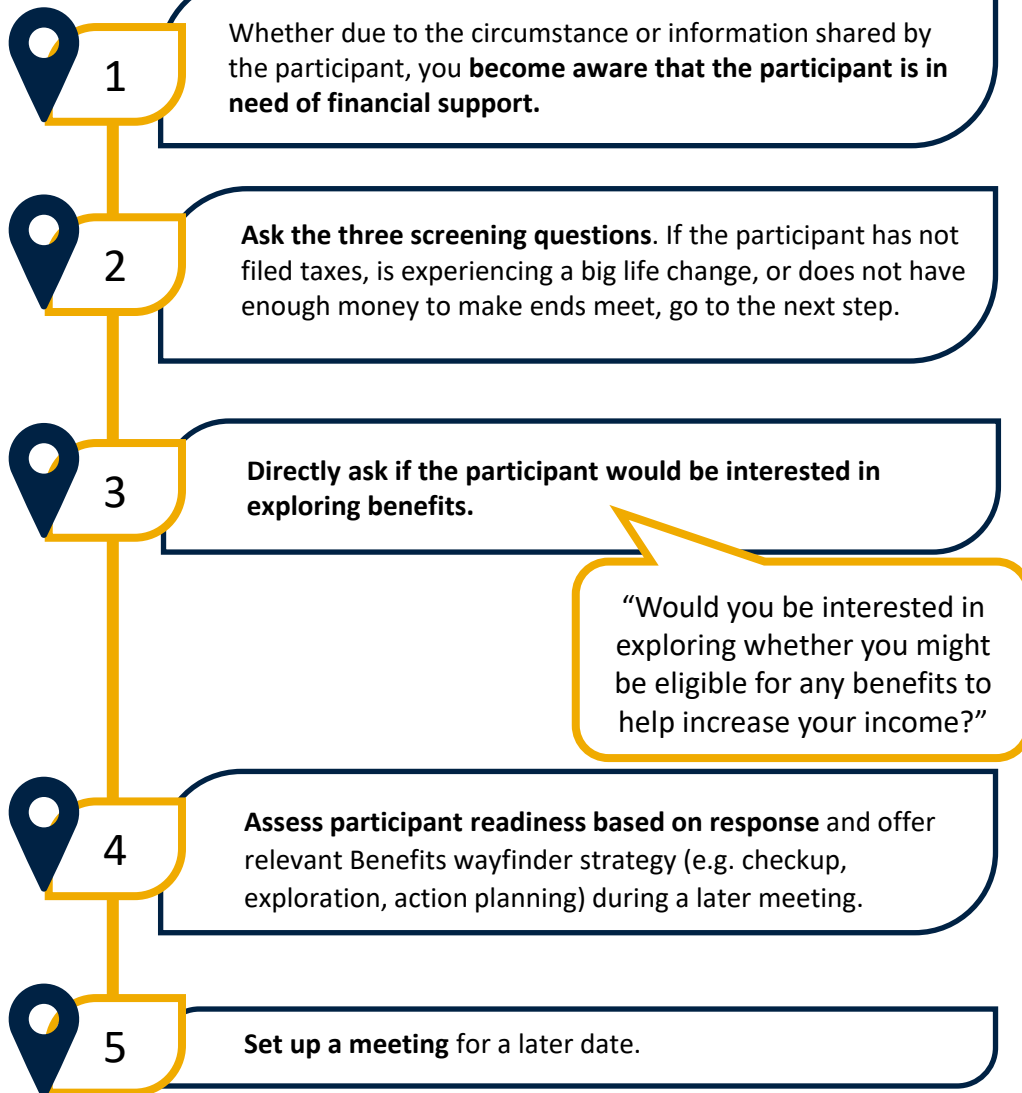 1
Whether due to the circumstance or information shared by
the participant, you become aware that the participant is in
need of financial support.
2
Ask the three screening questions. If the participant has not
filed taxes, is experiencing a big life change, or does not have
enough money to make ends meet, go to the next step.
3
Directly ask if the participant would be interested in
exploring benefits.
“Would you be interested in
exploring whether you might
be eligible for any benefits to
help increase your income?”
4
Assess participant readiness based on response and offer
relevant Benefits wayfinder strategy (e.g. checkup,
exploration, action planning) during a later meeting.
5
Set up a meeting for a later date.